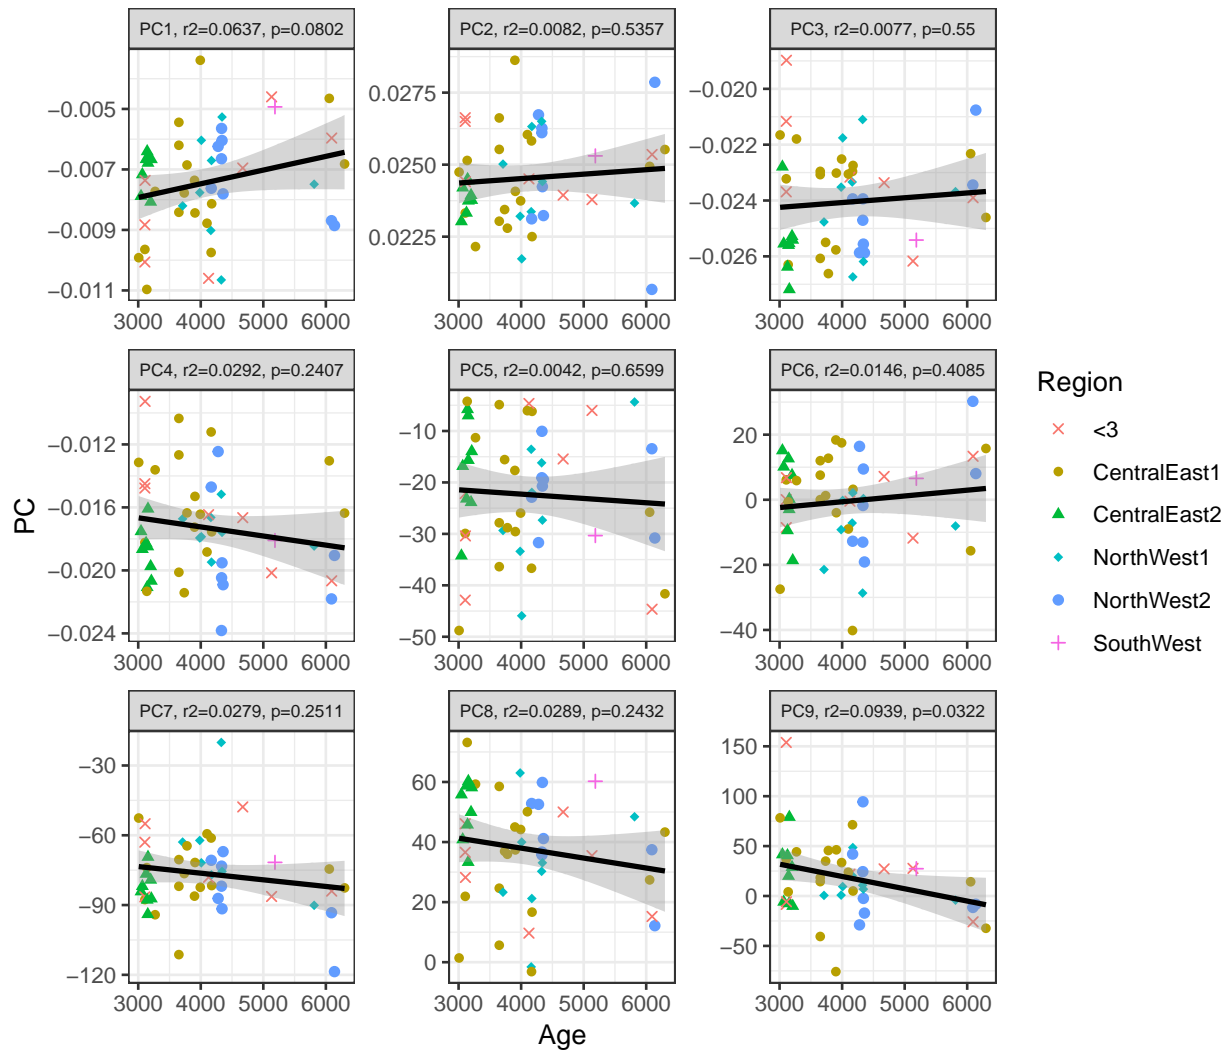 PC1, r2=0.0637, p=0.0802
PC2, r2=0.0082, p=0.5357
PC3, r2=0.0077, p=0.55
−0.005
−0.007
−0.009
−0.011
0.0275
0.0250
0.0225
−0.020
−0.022
−0.024
−0.026
3000 4000 5000 6000
3000 4000 5000 6000
3000 4000 5000 6000
PC4, r2=0.0292, p=0.2407
PC5, r2=0.0042, p=0.6599
PC6, r2=0.0146, p=0.4085
−0.012
−0.016
−0.020
−0.024
−10
−20
−30
−40
−50
20
0
−20
−40
3000 4000 5000 6000
3000 4000 5000 6000
3000 4000 5000 6000
PC7, r2=0.0279, p=0.2511
PC8, r2=0.0289, p=0.2432
PC9, r2=0.0939, p=0.0322
−30
−60
−90
−120
60
40
20
0
150
100
50
0
−50
3000 4000 5000 6000
3000 4000 5000 6000
3000 4000 5000 6000
PC
Age
Region
<3
CentralEast1
CentralEast2
NorthWest1
NorthWest2
SouthWest